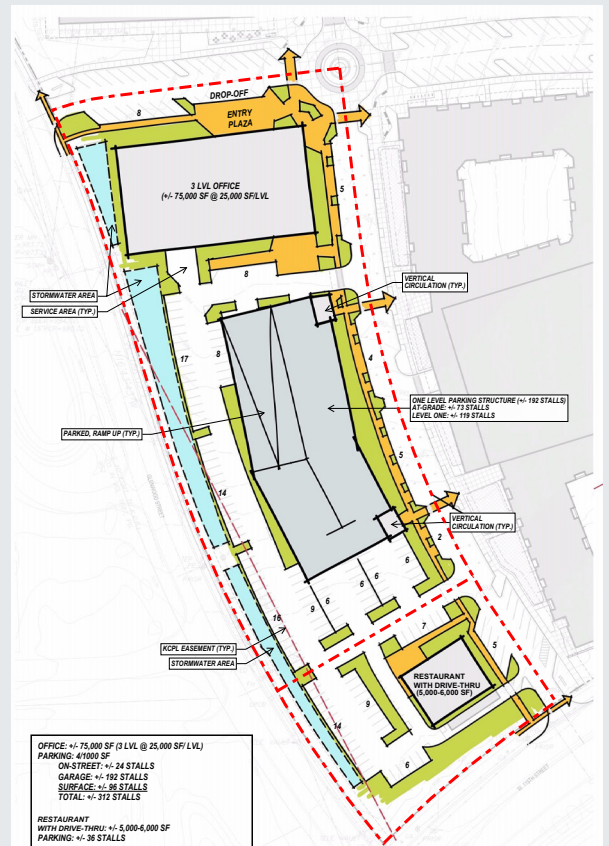 DROP-OFF
8
ENTRY
PLAZA
3 LVL OFFICE
(+/- 75,000 SF @ 25,000 SF/LVL
5
8
STORMWATER AREA
SERVICE AREA (TYP.)
VERTICAL
CIRCULATION (TYP.)
17
8
4
ONE LEVEL PARKING STRUCTURE (+/- 192 STALLS)
AT-GRADE: +/- 73 STALLS
LEVEL ONE: +/- 119 STALLS
PARKED, RAMP UP (TYP.)
5
14
VERTICAL
CIRCULATION (TYP.)
2
6
6
6
6
9
16
KCPL EASEMENT (TYP.)
STORMWATER AREA
7
5
RESTAURANT
WITH DRIVE-THRU
(5,000-6,000 SF)
9
14
6
OFFICE: +/- 75,000 SF (3 LVL @ 25,000 SF/ LVL)
PARKING: 4/1000 SF
ON-STREET: +/- 24 STALLS
GARAGE: +/- 192 STALLS
SURFACE: +/- 96 STALLS
TOTAL: +/- 312 STALLS
RESTAURANT
WITH DRIVE-THRU: +/- 5,000-6,000 SF
PARKING: +/- 36 STALLS